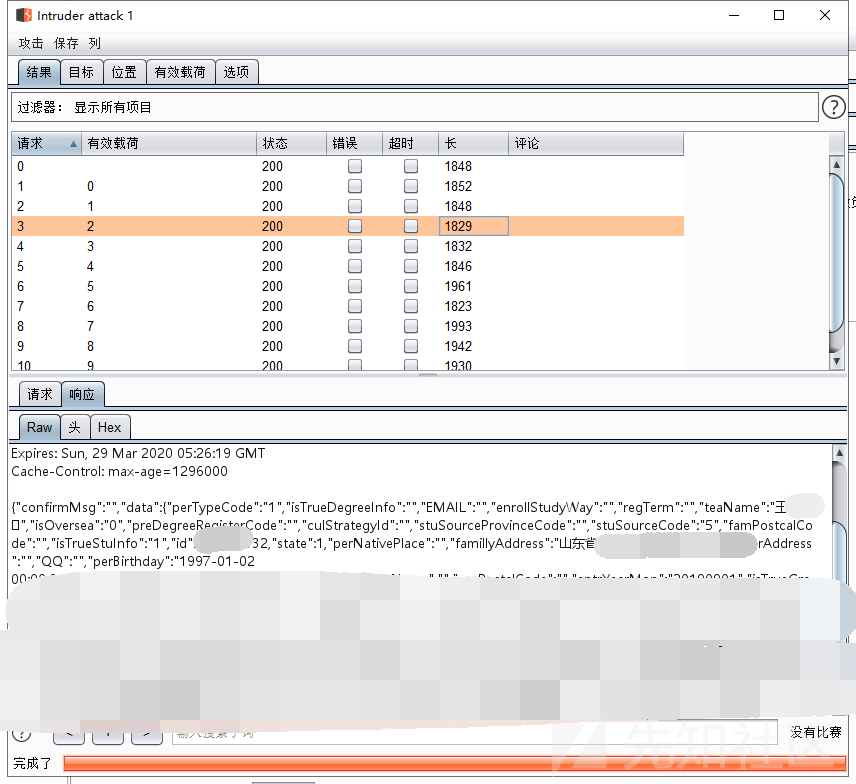 Intruder attack 1
攻击 保存 列
结果 目标 位置 有效载荷 选项
过滤器: 显示所有项目 ?
请求 有效载荷 状态 错误 超时 长 评论
0 200 1848
1 0 200 1852
2 1 200 1848
3 2 200 1829
4 3 200 1832
5 4 200 1846
6 5 200 1961
7 6 200 1823
8 7 200 1993
9 8 200 1942
10 9 200 1930
请求 响应
Raw 头 Hex
Expires: Sun, 29 Mar 2020 05:26:19 GMT
Cache-Control: max-age=1296000
{"confirmMsg":"","data":{"perTypeCode":"1","isTrueDegreeInfo":"","EMAIL":"","enrollStudyWay":"","regTerm":"","teaName":"王
","isOversea":"0","preDegreeRegisterCode":"","culStrategyId":"","stuSourceProvinceCode":"","stuSourceCode":"5","famPostalCo
de":"","isTrueStuInfo":"1","id" 32,"state":1,"perNativePlace":"","famillyAddress":"山东省 rAddress
":"","QQ":"","perBirthday":"1997-01-02
? < + > 输入搜索字词 没有比赛
完成了
先知社区